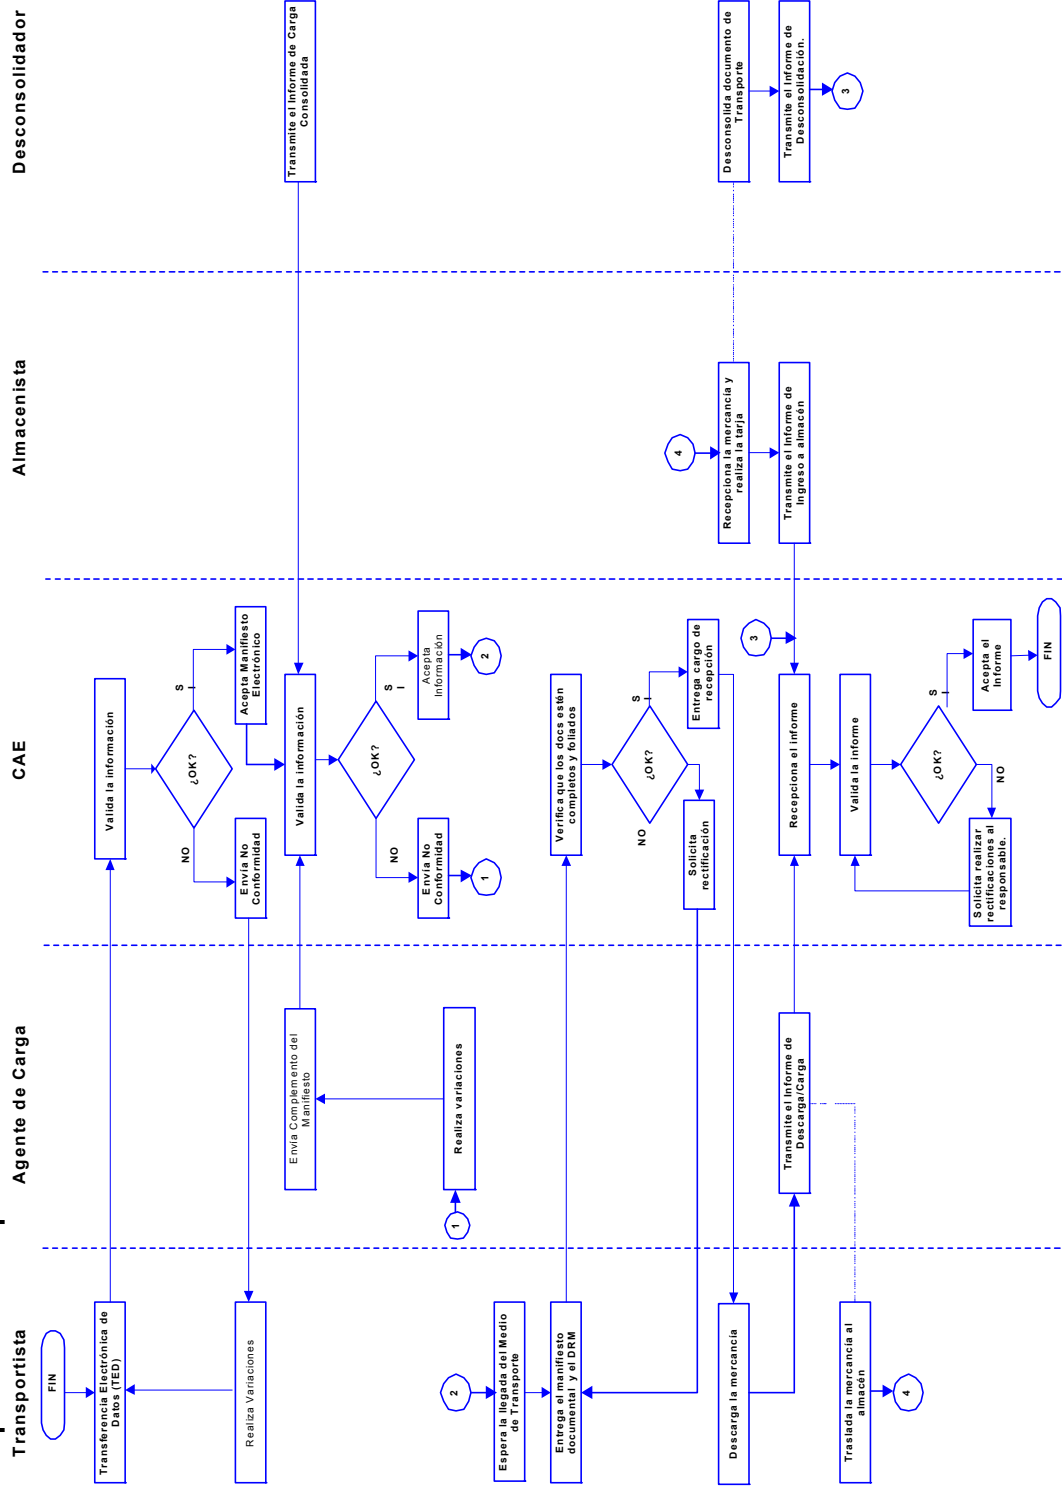 Transportista
Agente de Carga
CAE
Almacenista
Desconsolidador
FIN
Transferencia Electrónica de
Datos (TED)
Valida la información
¿OK?
NO
S
I
Envía No
Conformidad
Acepta Manifiesto
Electrónico
Realiza Variaciones
Envía Complemento del
Manifiesto
Valida la información
Transmite el Informe de Carga
Consolidada
¿OK?
NO
S
I
Envía No
Conformidad
Acepta
Información
1
2
1
Realiza variaciones
2
Espera la llegada del Medio
de Transporte
Entrega el manifiesto
documental y el DRM
Verifica que los docs estén
completos y foliados
¿OK?
NO
S
I
Solicita
rectificación
Entrega cargo de
recepción
4
Descarga la mercancía
Recepciona la mercancía y
realiza la tarja
Desconsolida documento de
Transporte
Transmite el Informe de
Descarga/Carga
3
Recepciona el informe
Transmite el Informe de
Ingreso a almacén
Transmite el Informe de
Desconsolidación.
3
Traslada la mercancía al
almacén
4
Valida la informe
¿OK?
NO
S
I
Solicita realizar
rectificaciones al
responsable.
Acepta el
Informe
FIN